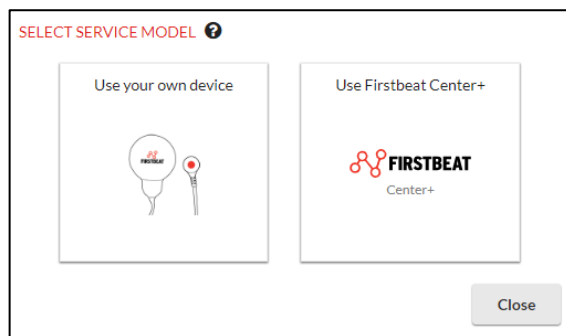 SELECT SERVICE MODEL ?
Use your own device
FIRSTBEAT
Use Firstbeat Center+
FIRSTBEAT
Center+
Close